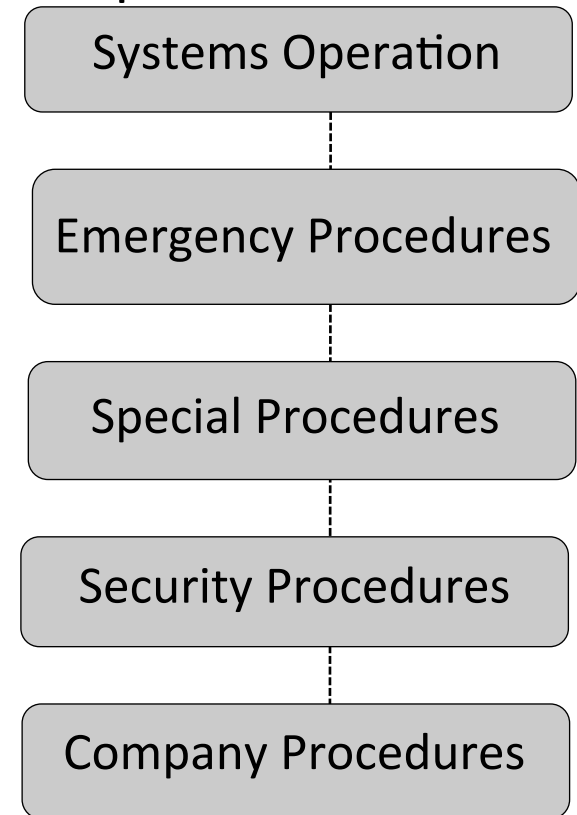 Systems Operation
Emergency Procedures
Special Procedures
Security Procedures
Company Procedures